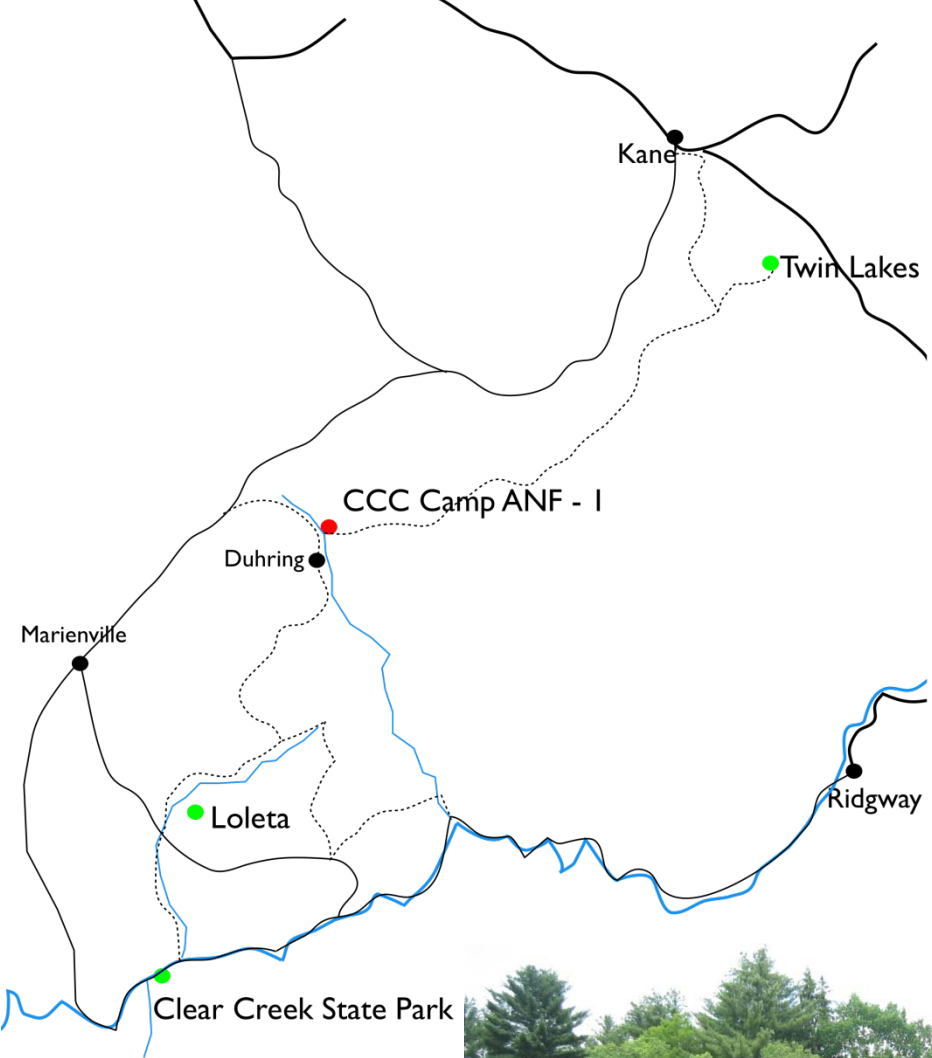 Kane
Twin Lakes
CCC Camp ANF - 1
Duhring
Marienville
Ridgway
Loleta
Clear Creek State Park